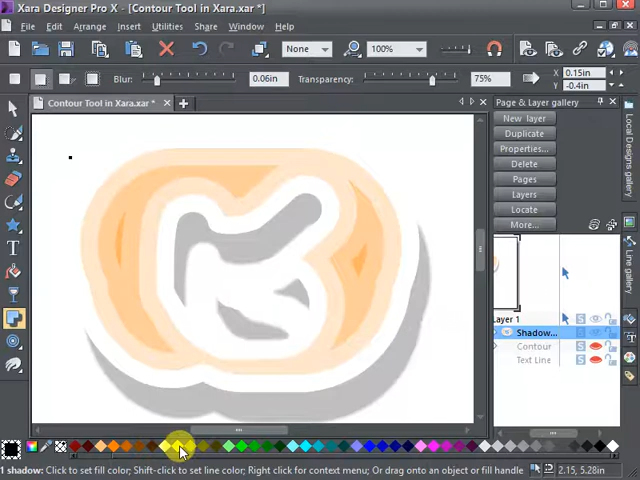 Xara Designer Pro X - [Contour Tool in Xara.xar *]
File Edit Arrange Insert Utilities Share Window Help
None 100%
Blur: 0.06in Transparency: 75% X 0.15in
Y -0.4in
Contour Tool in Xara.xar *
Page & Layer gallery
New layer
Duplicate
Properties...
Delete
Pages
Layers
Locate
More...
Local Designs Gallery
Line gallery
ayer 1
Shadow...
Contour
Text Line
1 shadow: Click to set fill color; Shift-click to set line color; Right click for context menu; Or drag onto an object or fill handle
2.15, 5.28in